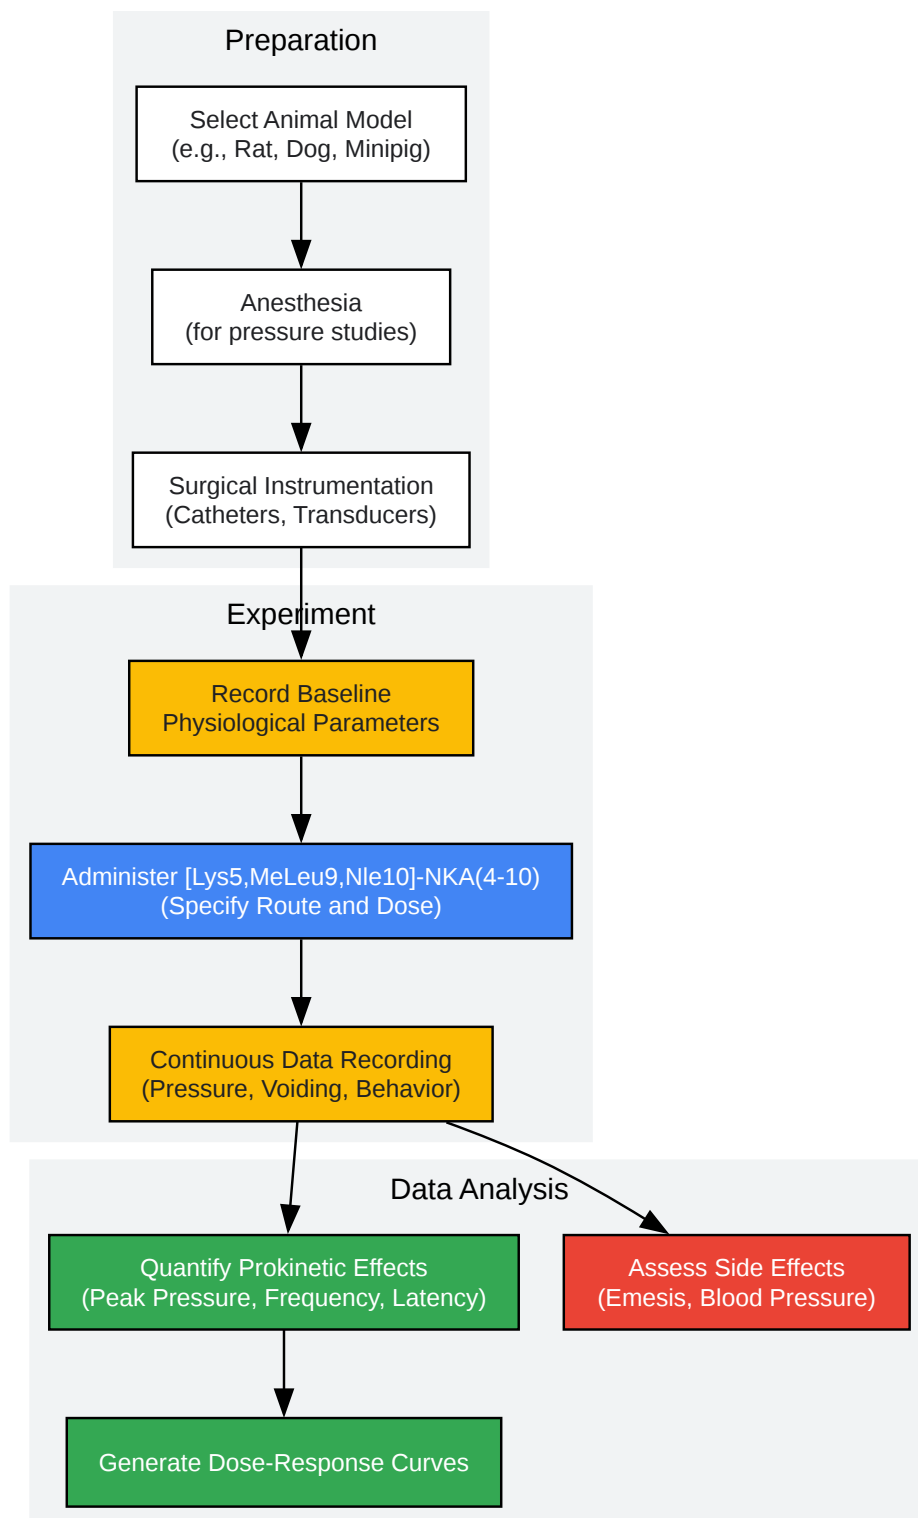 Preparation
Select Animal Model
(e.g., Rat, Dog, Minipig)
Anesthesia
(for pressure studies)
Surgical Instrumentation
(Catheters, Transducers)
Experiment
Record Baseline
Physiological Parameters
Administer [Lys5,MeLeu9,Nle10]-NKA(4-10)
(Specify Route and Dose)
Continuous Data Recording
(Pressure, Voiding, Behavior)
Data Analysis
Quantify Prokinetic Effects
(Peak Pressure, Frequency, Latency)
Assess Side Effects
(Emesis, Blood Pressure)
Generate Dose-Response Curves